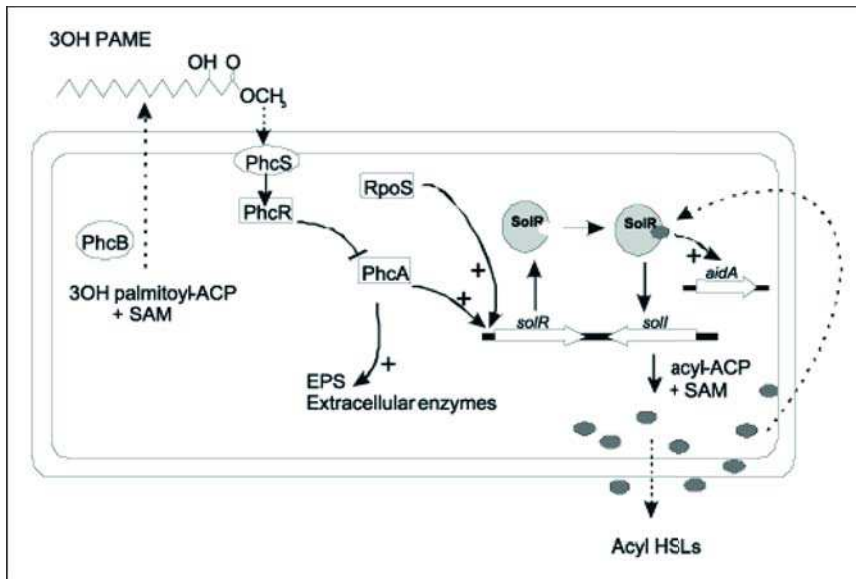 3OH PAME
OH O
OCH3
PhcS
PhcR
RpoS
PhcB
PhcA
3OH palmitoyl-ACP
+ SAM
SolR
SolR
+
aidA
+
+
solR
solI
+
EPS
Extracellular enzymes
acyl-ACP
+ SAM
Acyl HSLs